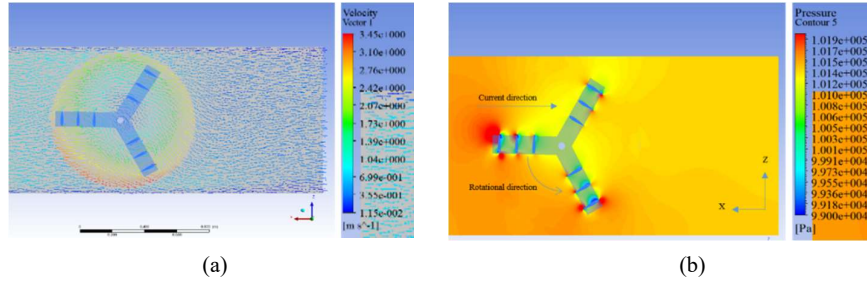 Velocity
Vector 1
3.45e+000
3.10e+000
2.76e+000
2.42e+000
2.07e+000
1.73e+000
1.39e+000
1.04e+000
6.99e-001
3.55e-001
1.15e-002
[m s^-1]
(a)
Pressure
Contour 5
1.019e+005
1.017e+005
1.015e+005
1.014e+005
1.012e+005
1.010e+005
1.008e+005
1.006e+005
1.005e+005
1.003e+005
1.001e+005
9.991e+004
9.973e+004
9.955e+004
9.936e+004
9.918e+004
9.900e+004
[Pa]
Current direction
Rotational direction
Z
X
(b)